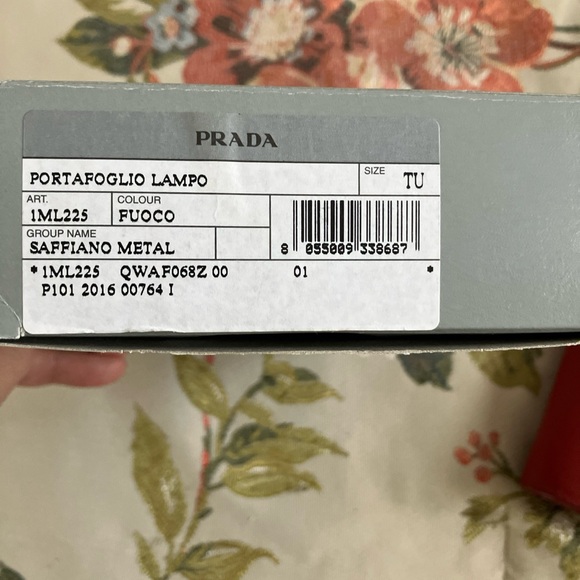 PRADA
PORTAFOGLIO LAMPO
SIZE TU
ART. COLOUR
1ML225 FUOCO
GROUP NAME
SAFFIANO METAL
8 055009 338687
* 1ML225 QWAF068Z 00 01 *
P101 2016 00764 I